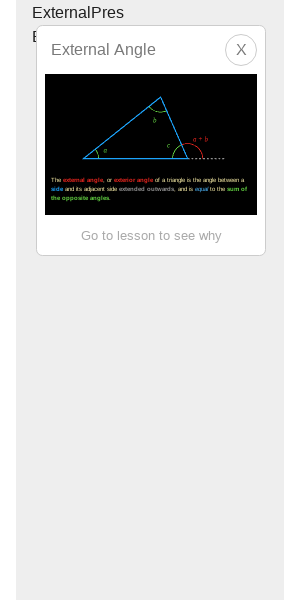 ExternalPres
E
External Angle
X
b
a
c
a + b
The external angle, or exterior angle of a triangle is the angle between a
side and its adjacent side extended outwards, and is equal to the sum of
the opposite angles.
Go to lesson to see why